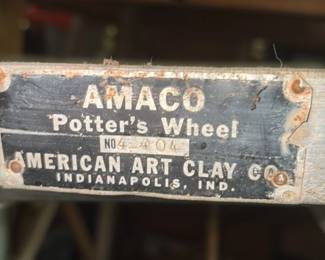 AMACO
Potter's Wheel
NO 4-404
AMERICAN ART CLAY CO.
INDIANAPOLIS, IND.